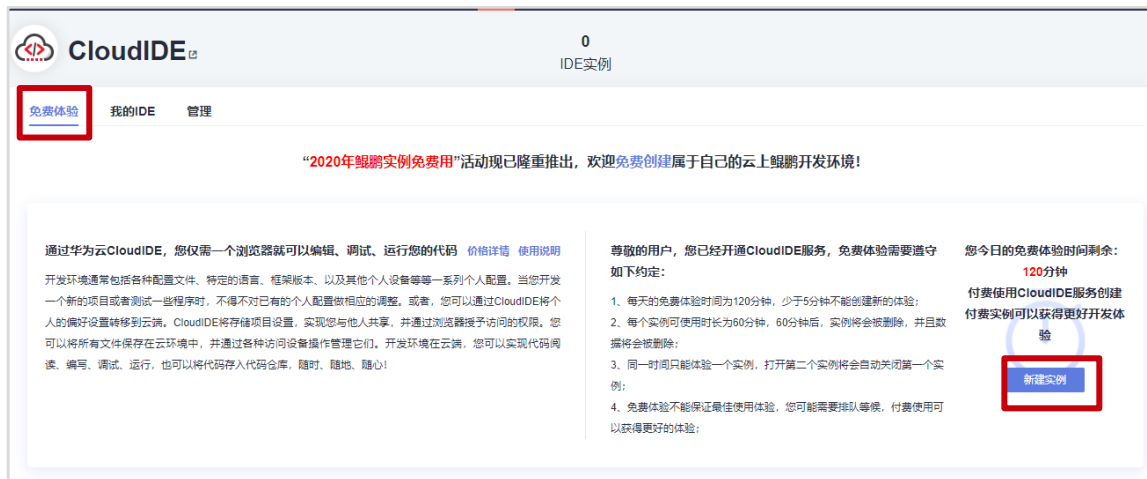 CloudIDE
0
IDE实例
免费体验 我的IDE 管理
“2020年鲲鹏实例免费用”活动现已隆重推出，欢迎免费创建属于自己的云上鲲鹏开发环境！
通过华为云CloudIDE，您仅需一个浏览器就可以编辑、调试、运行您的代码 价格详情 使用说明
开发环境通常包括各种配置文件、特定的语言、框架版本、以及其他个人设备等等一系列个人配置。当您开发
一个新的项目或者测试一些程序时，不得不对已有的个人配置做相应的调整。或者，您可以通过CloudIDE将个
人的偏好设置转移到云端。CloudIDE将存储项目设置，实现您与他人共享，并通过浏览器授予访问的权限。您
可以将所有文件保存在云环境中，并通过各种访问设备操作管理它们。开发环境在云端，您可以实现代码阅
读、编写、调试、运行，也可以将代码存入代码仓库，随时、随地、随心！
尊敬的用户，您已经开通CloudIDE服务，免费体验需要遵守
如下约定：
1、每天的免费体验时间为120分钟，少于5分钟不能创建新的体验；
2、每个实例可使用时长为60分钟，60分钟后，实例将会被删除，并且数
据将会被删除；
3、同一时间只能体验一个实例，打开第二个实例将会自动关闭第一个实
例；
4、免费体验不能保证最佳使用体验，您可能需要排队等候，付费使用可
以获得更好的体验；
您今日的免费体验时间剩余：
120分钟
付费使用CloudIDE服务创建
付费实例可以获得更好开发体
验
新建实例